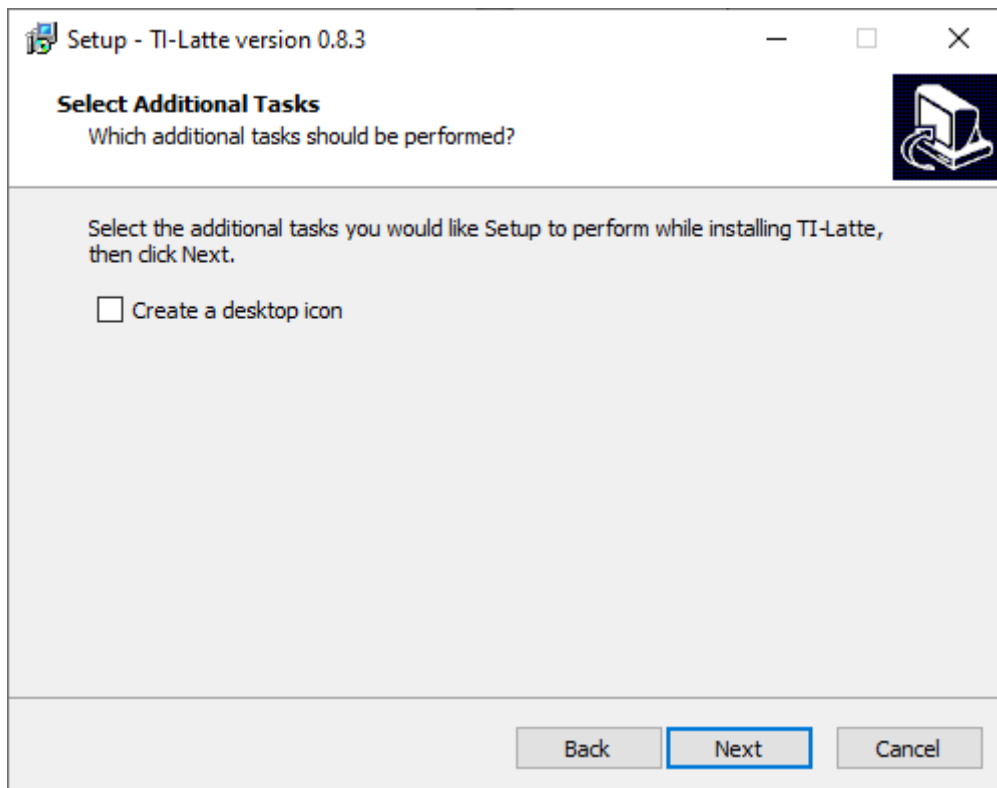 Setup - TI-Latte version 0.8.3
Select Additional Tasks
Which additional tasks should be performed?
Select the additional tasks you would like Setup to perform while installing TI-Latte,
then click Next.
Create a desktop icon
Back
Next
Cancel